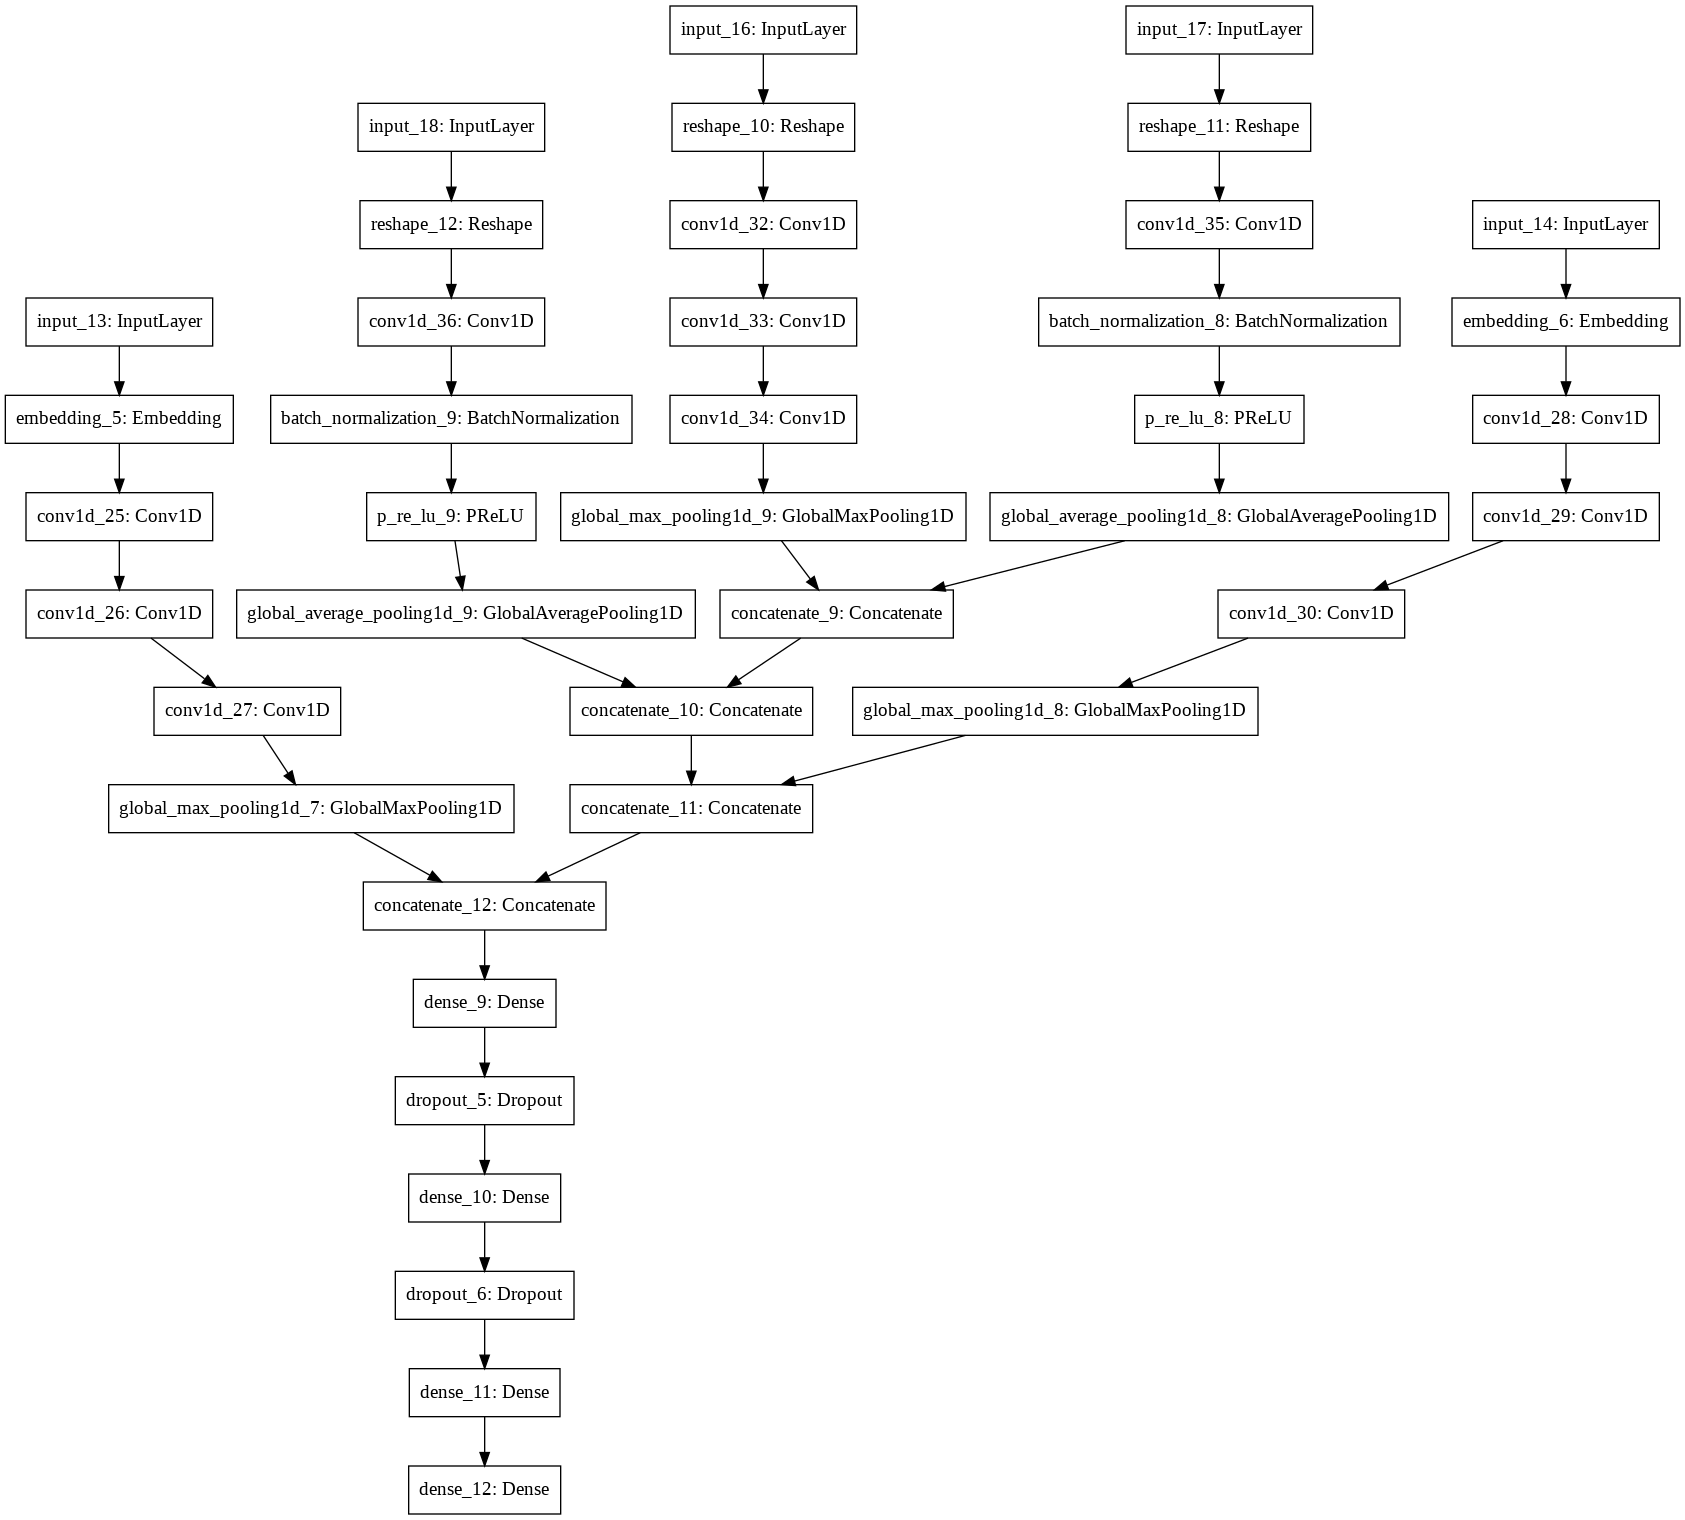 input_16: InputLayer
input_17: InputLayer
input_18: InputLayer
reshape_10: Reshape
reshape_11: Reshape
reshape_12: Reshape
conv1d_32: Conv1D
conv1d_35: Conv1D
input_14: InputLayer
input_13: InputLayer
conv1d_36: Conv1D
conv1d_33: Conv1D
batch_normalization_8: BatchNormalization
embedding_6: Embedding
embedding_5: Embedding
batch_normalization_9: BatchNormalization
conv1d_34: Conv1D
p_re_lu_8: PReLU
conv1d_28: Conv1D
conv1d_25: Conv1D
p_re_lu_9: PReLU
global_max_pooling1d_9: GlobalMaxPooling1D
global_average_pooling1d_8: GlobalAveragePooling1D
conv1d_29: Conv1D
conv1d_26: Conv1D
global_average_pooling1d_9: GlobalAveragePooling1D
concatenate_9: Concatenate
conv1d_30: Conv1D
conv1d_27: Conv1D
concatenate_10: Concatenate
global_max_pooling1d_8: GlobalMaxPooling1D
global_max_pooling1d_7: GlobalMaxPooling1D
concatenate_11: Concatenate
concatenate_12: Concatenate
dense_9: Dense
dropout_5: Dropout
dense_10: Dense
dropout_6: Dropout
dense_11: Dense
dense_12: Dense